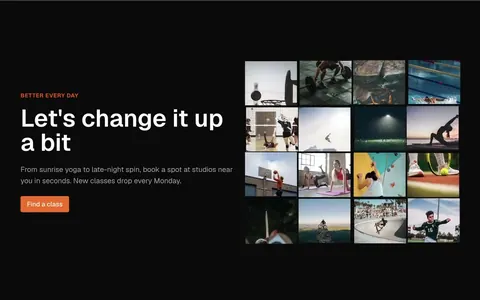 BETTER EVERY DAY
Let's change it up
a bit
From sunrise yoga to late-night spin, book a spot at studios near
you in seconds. New classes drop every Monday.
Find a class